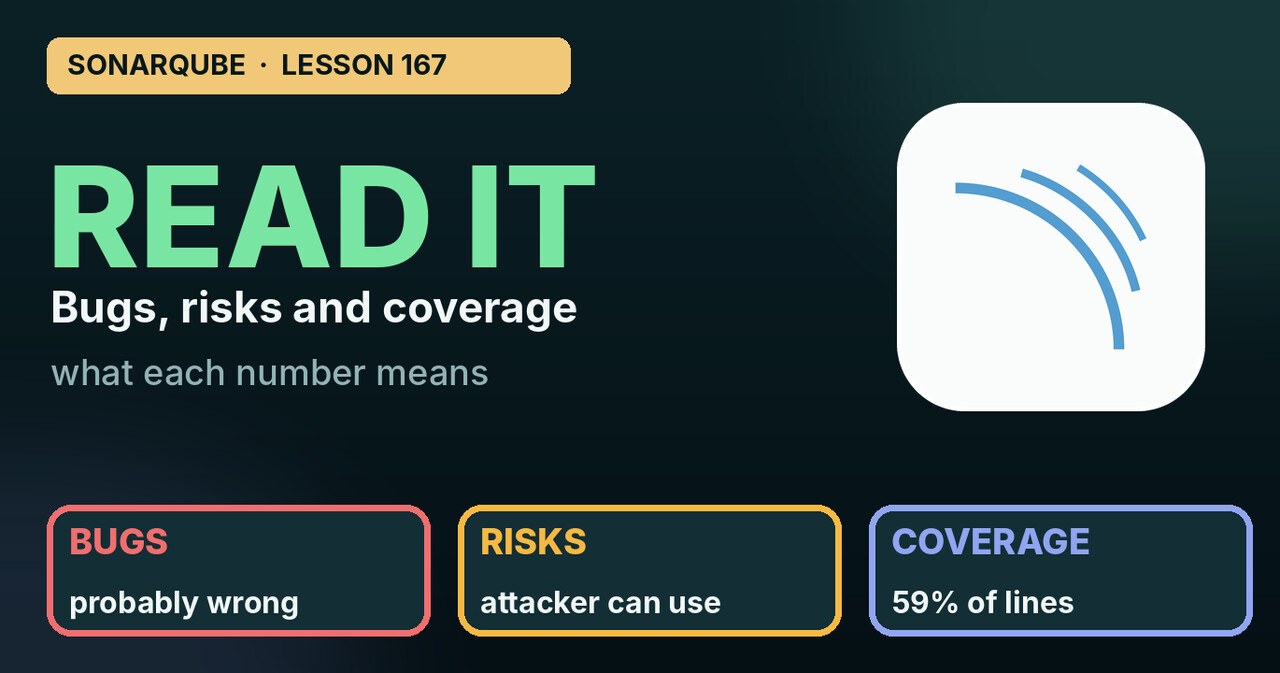 SONARQUBE · LESSON 167
READ IT
Bugs, risks and coverage
what each number means
BUGS
probably wrong
RISKS
attacker can use
COVERAGE
59% of lines